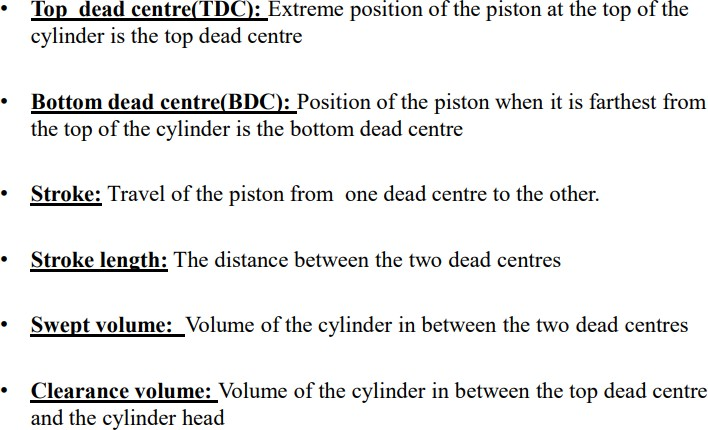 • Top dead centre(TDC): Extreme position of the piston at the top of the
cylinder is the top dead centre
• Bottom dead centre(BDC): Position of the piston when it is farthest from
the top of the cylinder is the bottom dead centre
• Stroke: Travel of the piston from one dead centre to the other.
• Stroke length: The distance between the two dead centres
• Swept volume: Volume of the cylinder in between the two dead centres
• Clearance volume: Volume of the cylinder in between the top dead centre
and the cylinder head